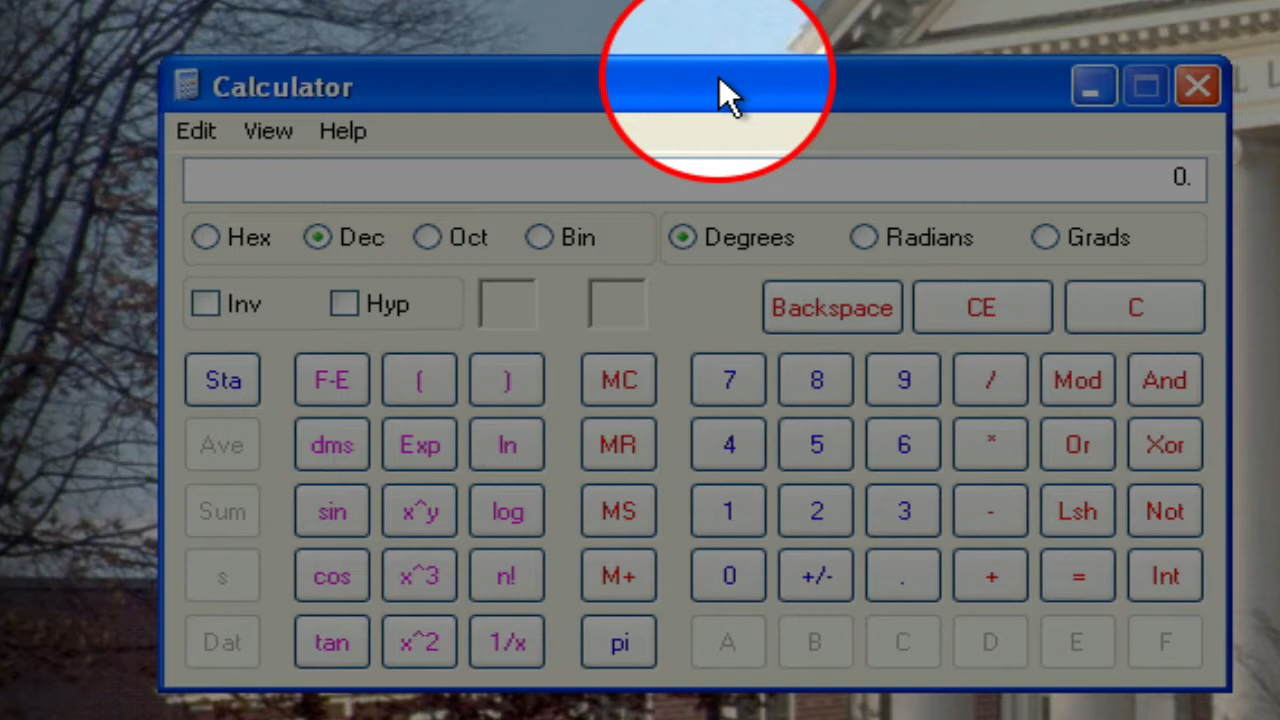 Calculator
Edit View Help
0.
Hex Dec Oct Bin Degrees Radians Grads
Inv Hyp Backspace CE C
Sta F-E ( ) MC 7 8 9 / Mod And
Ave dms Exp ln MR 4 5 6 * Or Xor
Sum sin x^y log MS 1 2 3 - Lsh Not
s cos x^3 n! M+ 0 +/- . + = Int
Dat tan x^2 1/x pi A B C D E F